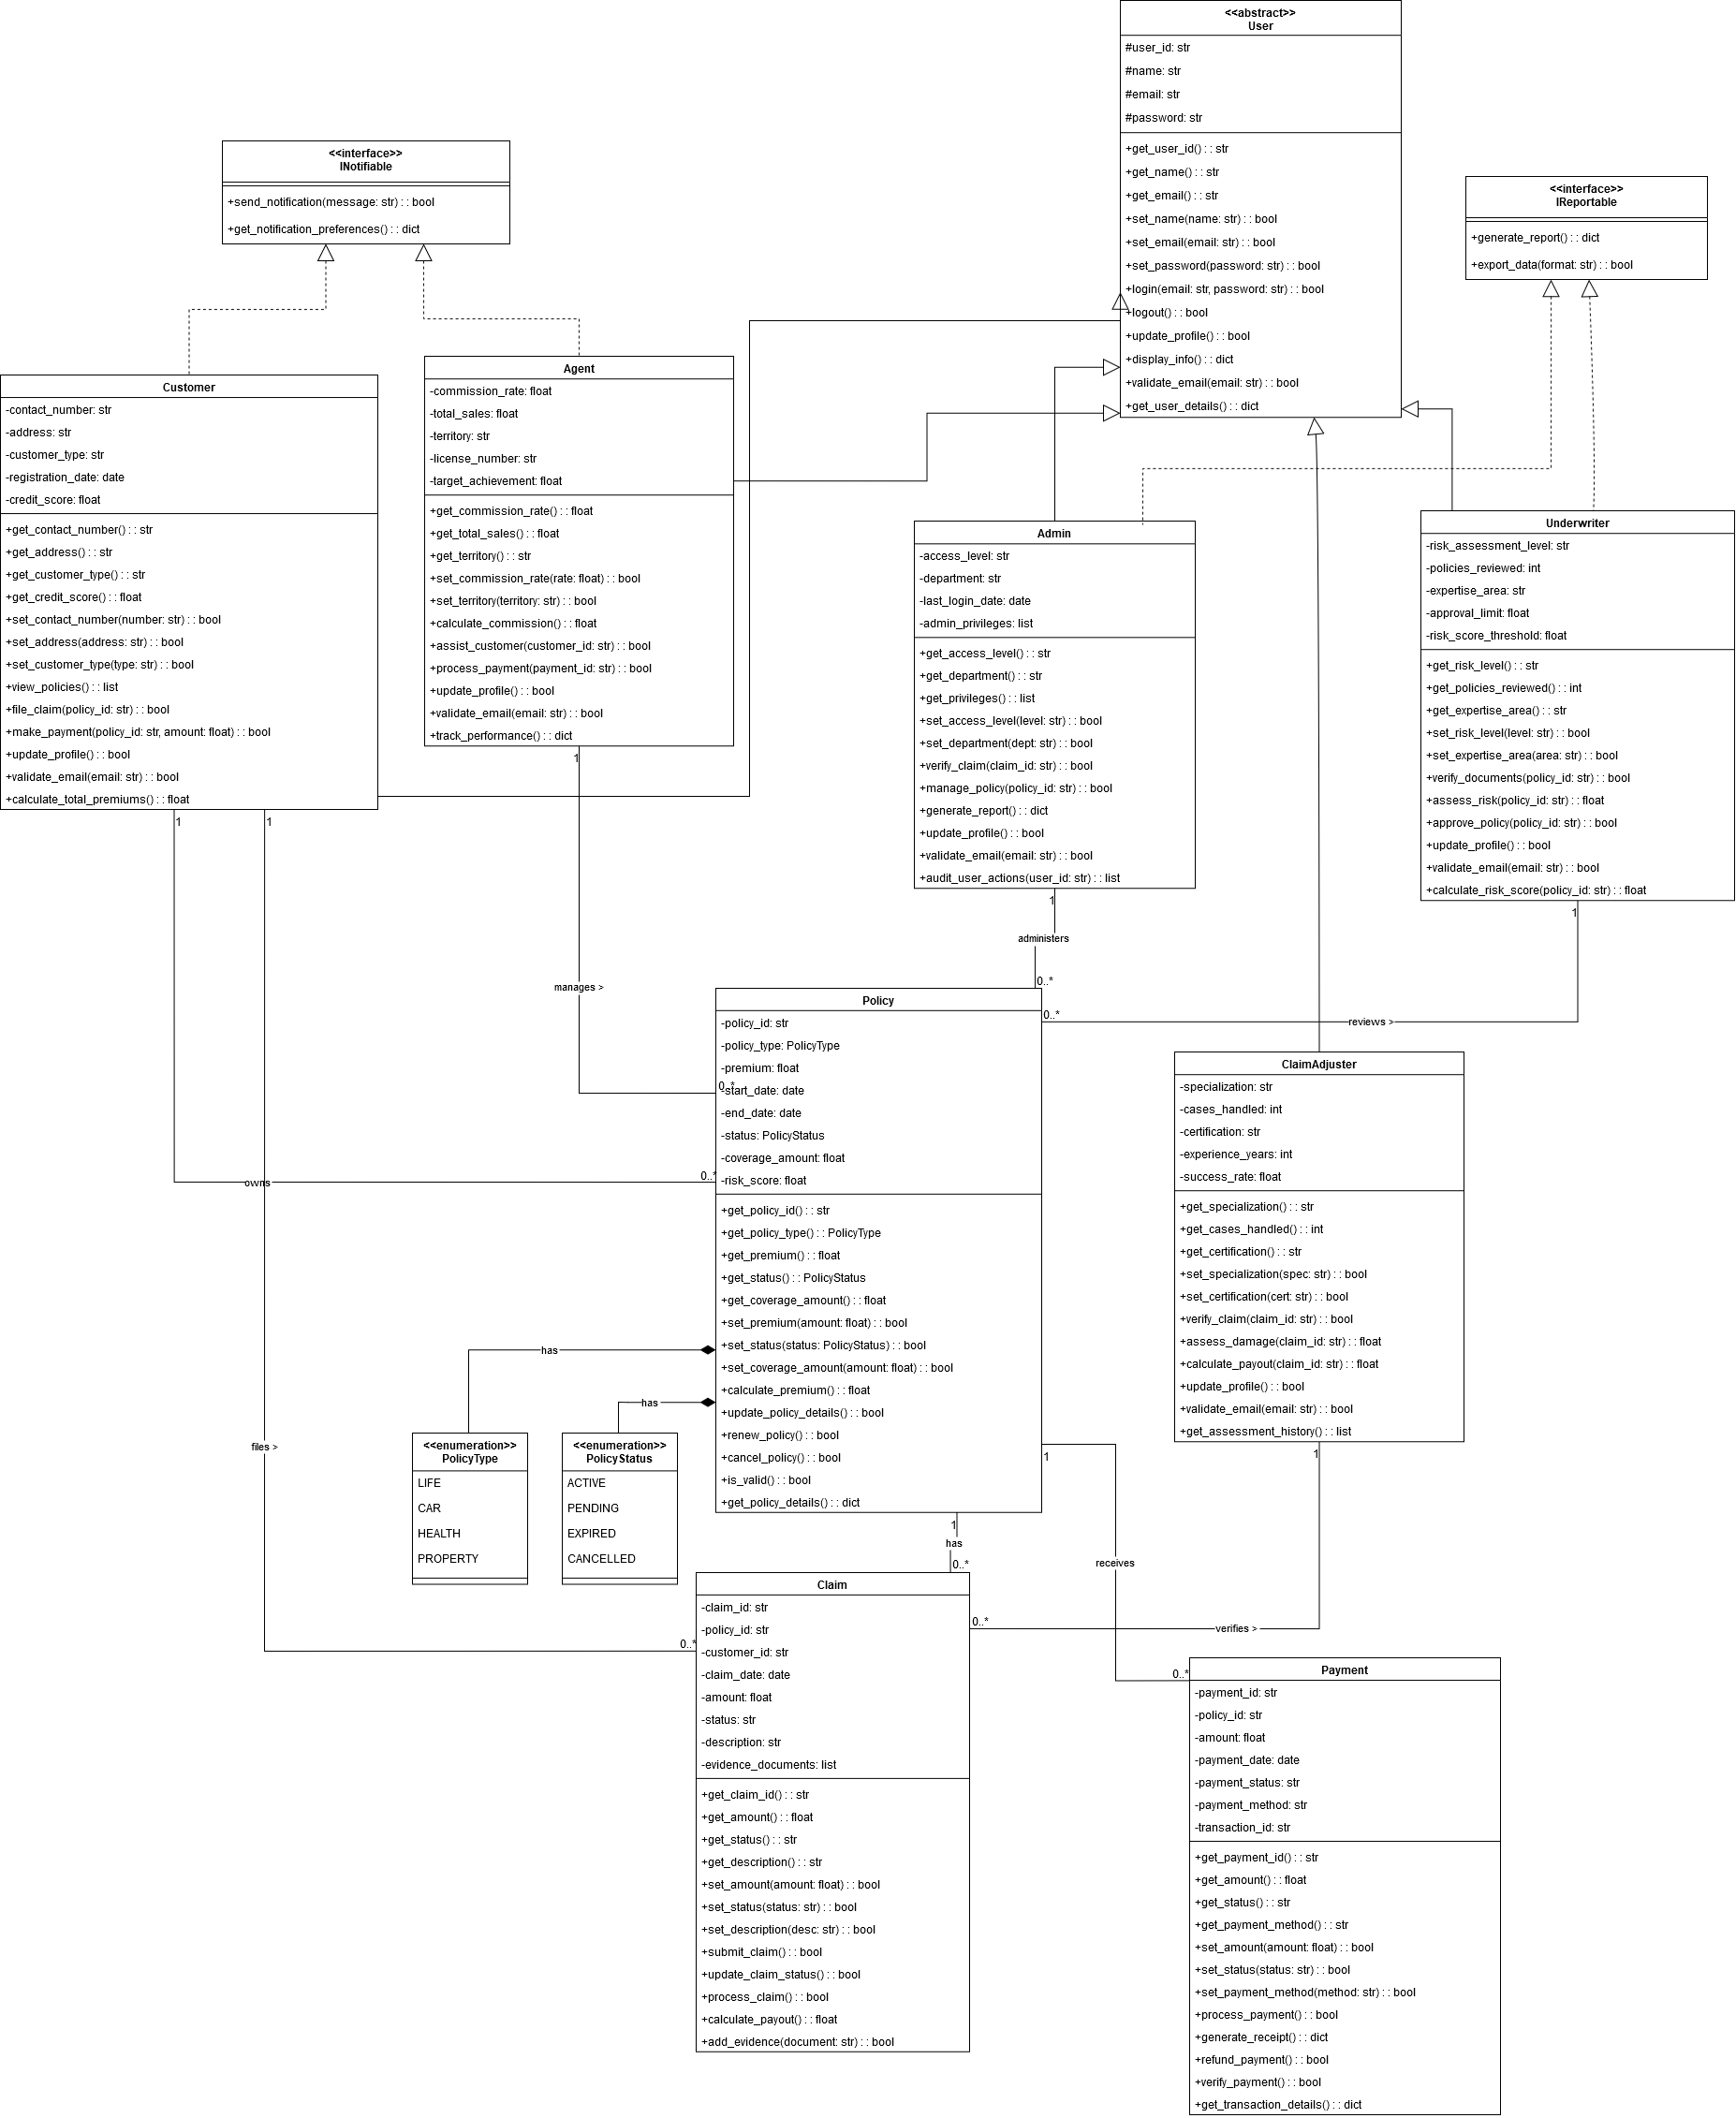 <<abstract>>
User
#user_id: str
#name: str
#email: str
#password: str
+get_user_id() : : str
+get_name() : : str
+get_email() : : str
+set_name(name: str) : : bool
+set_email(email: str) : : bool
+set_password(password: str) : : bool
+login(email: str, password: str) : : bool
+logout() : : bool
+update_profile() : : bool
+display_info() : : dict
+validate_email(email: str) : : bool
+get_user_details() : : dict
<<interface>>
INotifiable
+send_notification(message: str) : : bool
+get_notification_preferences() : : dict
<<interface>>
IReportable
+generate_report() : : dict
+export_data(format: str) : : bool
Customer
-contact_number: str
-address: str
-customer_type: str
-registration_date: date
-credit_score: float
+get_contact_number() : : str
+get_address() : : str
+get_customer_type() : : str
+get_credit_score() : : float
+set_contact_number(number: str) : : bool
+set_address(address: str) : : bool
+set_customer_type(type: str) : : bool
+view_policies() : : list
+file_claim(policy_id: str) : : bool
+make_payment(policy_id: str, amount: float) : : bool
+update_profile() : : bool
+validate_email(email: str) : : bool
+calculate_total_premiums() : : float
1
1
Agent
-commission_rate: float
-total_sales: float
-territory: str
-license_number: str
-target_achievement: float
+get_commission_rate() : : float
+get_total_sales() : : float
+get_territory() : : str
+set_commission_rate(rate: float) : : bool
+set_territory(territory: str) : : bool
+calculate_commission() : : float
+assist_customer(customer_id: str) : : bool
+process_payment(payment_id: str) : : bool
+update_profile() : : bool
+validate_email(email: str) : : bool
+track_performance() : : dict
1
Admin
-access_level: str
-department: str
-last_login_date: date
-admin_privileges: list
+get_access_level() : : str
+get_department() : : str
+get_privileges() : : list
+set_access_level(level: str) : : bool
+set_department(dept: str) : : bool
+verify_claim(claim_id: str) : : bool
+manage_policy(policy_id: str) : : bool
+generate_report() : : dict
+update_profile() : : bool
+validate_email(email: str) : : bool
+audit_user_actions(user_id: str) : : list
1
administers
0..*
Underwriter
-risk_assessment_level: str
-policies_reviewed: int
-expertise_area: str
-approval_limit: float
-risk_score_threshold: float
+get_risk_level() : : str
+get_policies_reviewed() : : int
+get_expertise_area() : : str
+set_risk_level(level: str) : : bool
+set_expertise_area(area: str) : : bool
+verify_documents(policy_id: str) : : bool
+assess_risk(policy_id: str) : : float
+approve_policy(policy_id: str) : : bool
+update_profile() : : bool
+validate_email(email: str) : : bool
+calculate_risk_score(policy_id: str) : : float
1
manages >
0..*
reviews >
0..*
owns
0..*
Policy
-policy_id: str
-policy_type: PolicyType
-premium: float
-start_date: date
-end_date: date
-status: PolicyStatus
-coverage_amount: float
-risk_score: float
+get_policy_id() : : str
+get_policy_type() : : PolicyType
+get_premium() : : float
+get_status() : : PolicyStatus
+get_coverage_amount() : : float
+set_premium(amount: float) : : bool
+set_status(status: PolicyStatus) : : bool
+set_coverage_amount(amount: float) : : bool
+calculate_premium() : : float
+update_policy_details() : : bool
+renew_policy() : : bool
+cancel_policy() : : bool
+is_valid() : : bool
+get_policy_details() : : dict
ClaimAdjuster
-specialization: str
-cases_handled: int
-certification: str
-experience_years: int
-success_rate: float
+get_specialization() : : str
+get_cases_handled() : : int
+get_certification() : : str
+set_specialization(spec: str) : : bool
+set_certification(cert: str) : : bool
+verify_claim(claim_id: str) : : bool
+assess_damage(claim_id: str) : : float
+calculate_payout(claim_id: str) : : float
+update_profile() : : bool
+validate_email(email: str) : : bool
+get_assessment_history() : : list
1
has
has
<<enumeration>>
PolicyType
LIFE
CAR
HEALTH
PROPERTY
<<enumeration>>
PolicyStatus
ACTIVE
PENDING
EXPIRED
CANCELLED
files >
0..*
1
has
0..*
1
receives
0..*
verifies >
0..*
Claim
-claim_id: str
-policy_id: str
-customer_id: str
-claim_date: date
-amount: float
-status: str
-description: str
-evidence_documents: list
+get_claim_id() : : str
+get_amount() : : float
+get_status() : : str
+get_description() : : str
+set_amount(amount: float) : : bool
+set_status(status: str) : : bool
+set_description(desc: str) : : bool
+submit_claim() : : bool
+update_claim_status() : : bool
+process_claim() : : bool
+calculate_payout() : : float
+add_evidence(document: str) : : bool
Payment
-payment_id: str
-policy_id: str
-amount: float
-payment_date: date
-payment_status: str
-payment_method: str
-transaction_id: str
+get_payment_id() : : str
+get_amount() : : float
+get_status() : : str
+get_payment_method() : : str
+set_amount(amount: float) : : bool
+set_status(status: str) : : bool
+set_payment_method(method: str) : : bool
+process_payment() : : bool
+generate_receipt() : : dict
+refund_payment() : : bool
+verify_payment() : : bool
+get_transaction_details() : : dict